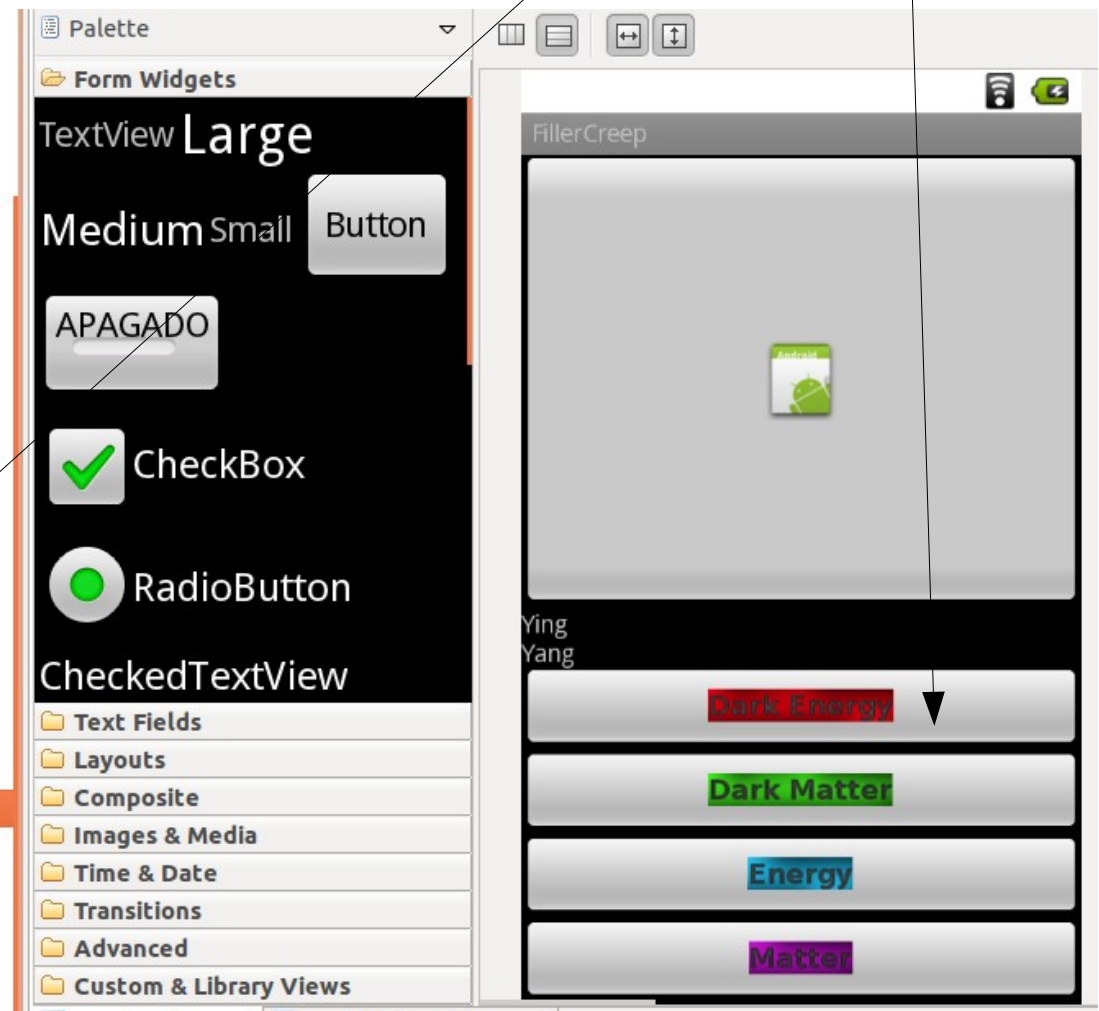 Palette
Form Widgets
TextView Large
Medium Small Button
APAGADO
CheckBox
RadioButton
CheckedTextView
Text Fields
Layouts
Composite
Images & Media
Time & Date
Transitions
Advanced
Custom & Library Views
FillerCreep
Android
Ying
Yang
Dark Energy
Dark Matter
Energy
Matter